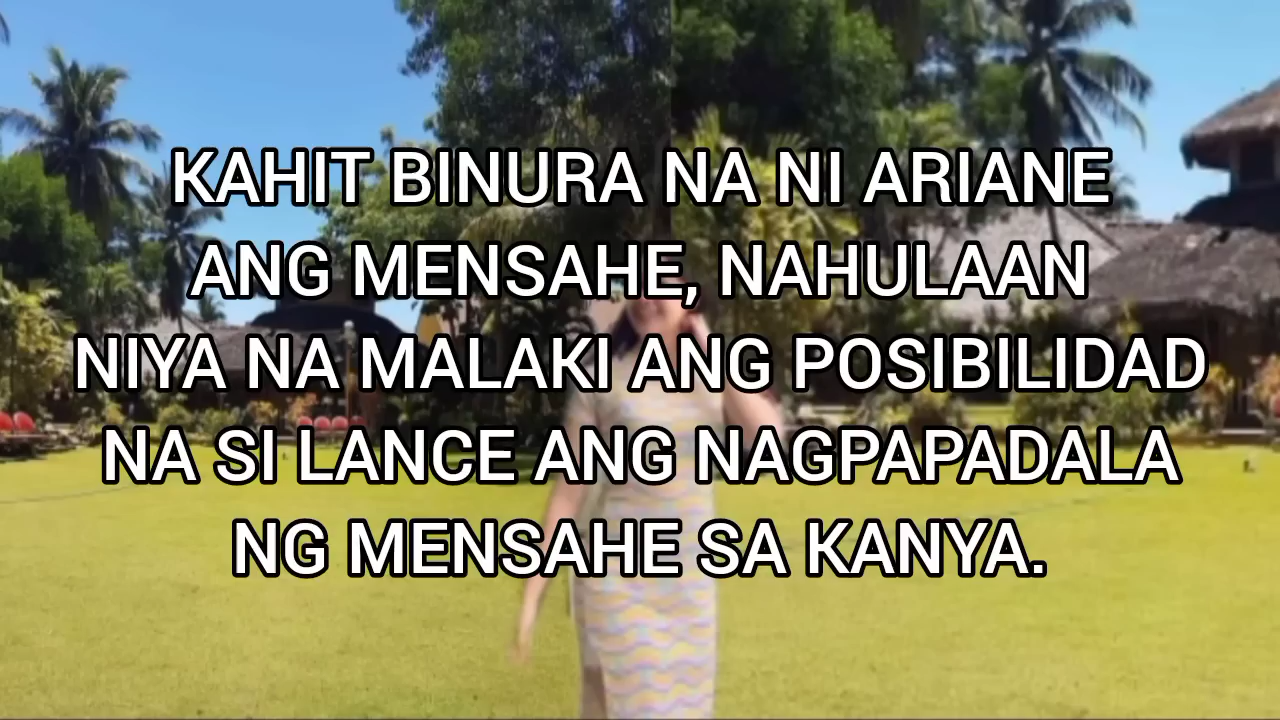 KAHIT BINURA NA NI ARIANE
ANG MENSAHE, NAHULAAN
NIYA NA MALAKI ANG POSIBILIDAD
NA SI LANCE ANG NAGPAPADALA
NG MENSAHE SA KANYA.